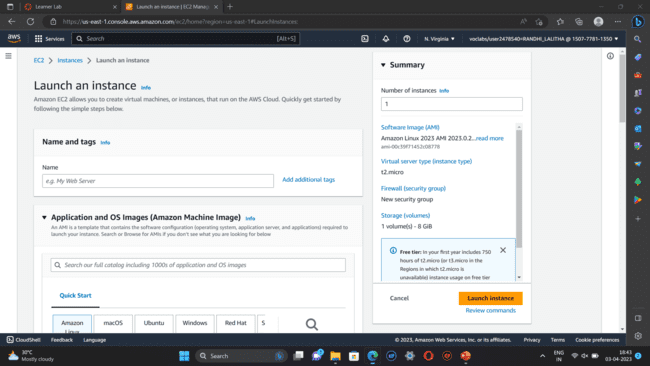 Learner Lab
Launch an instance | EC2 Manag
https://us-east-1.console.aws.amazon.com/ec2/home?region=us-east-1#LaunchInstances:
aws
Services
Search
[Alt+S]
N. Virginia
voclabs/user2478540=RANDHI_LALITHA @ 1507-7781-1350
EC2
Instances
Launch an instance
Launch an instance Info
Amazon EC2 allows you to create virtual machines, or instances, that run on the AWS Cloud. Quickly get started by
following the simple steps below.
Name and tags Info
Name
e.g. My Web Server
Add additional tags
Application and OS Images (Amazon Machine Image) Info
An AMI is a template that contains the software configuration (operating system, application server, and applications) required to
launch your instance. Search or Browse for AMIs if you don't see what you are looking for below
Search our full catalog including 1000s of application and OS images
Quick Start
Amazon
Linux
macOS
Ubuntu
Windows
Red Hat
S
Summary
Number of instances Info
1
Software Image (AMI)
Amazon Linux 2023 AMI 2023.0.2...read more
ami-00c39f71452c08778
Virtual server type (instance type)
t2.micro
Firewall (security group)
New security group
Storage (volumes)
1 volume(s) - 8 GiB
Free tier: In your first year includes 750
hours of t2.micro (or t3.micro in the
Regions in which t2.micro is
unavailable) instance usage on free tier
Cancel
Launch instance
Review commands
CloudShell
Feedback
Language
© 2023, Amazon Web Services, Inc. or its affiliates.
Privacy
Terms
Cookie preferences
30°C
Mostly cloudy
Search
ENG
IN
18:43
03-04-2023